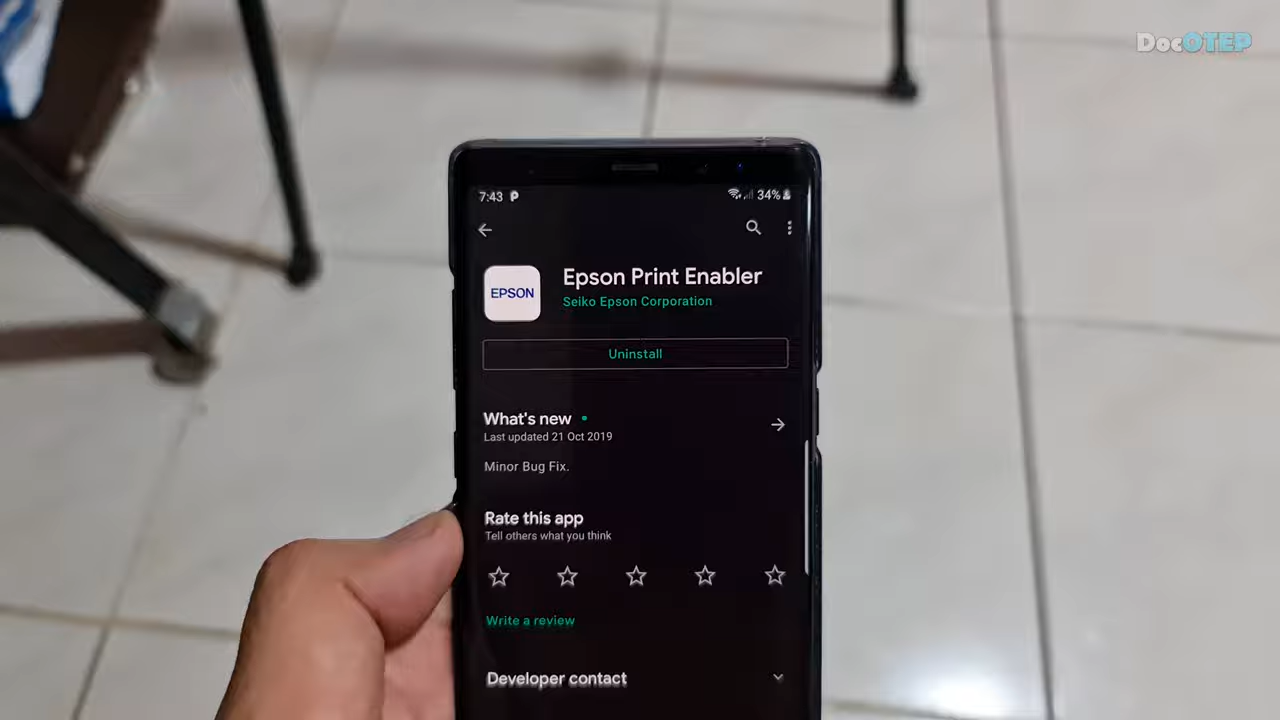 DocOTEP
7:43
34%
EPSON
Epson Print Enabler
Seiko Epson Corporation
Uninstall
What's new
Last updated 21 Oct 2019
Minor Bug Fix.
Rate this app
Tell others what you think
Write a review
Developer contact